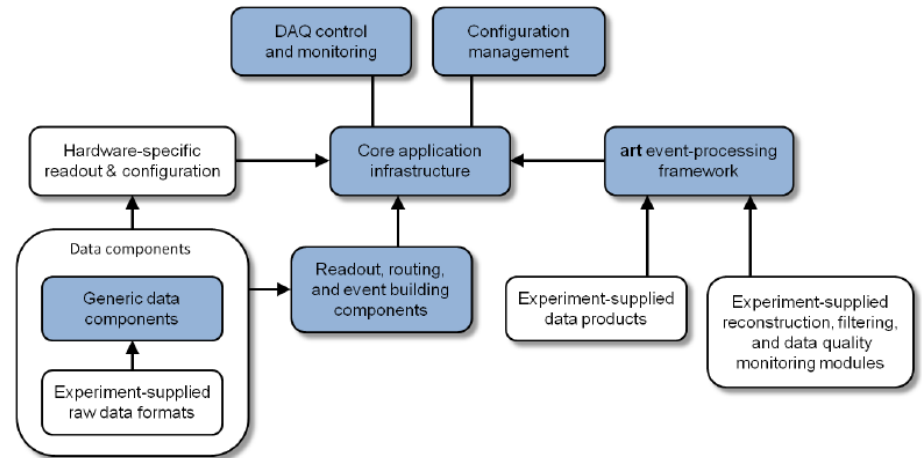 DAQ control
and monitoring
Configuration
management
Hardware-specific
readout & configuration
Core application
infrastructure
art event-processing
framework
Data components
Generic data
components
Experiment-supplied
raw data formats
Readout, routing,
and event building
components
Experiment-supplied
data products
Experiment-supplied
reconstruction, filtering,
and data quality
monitoring modules